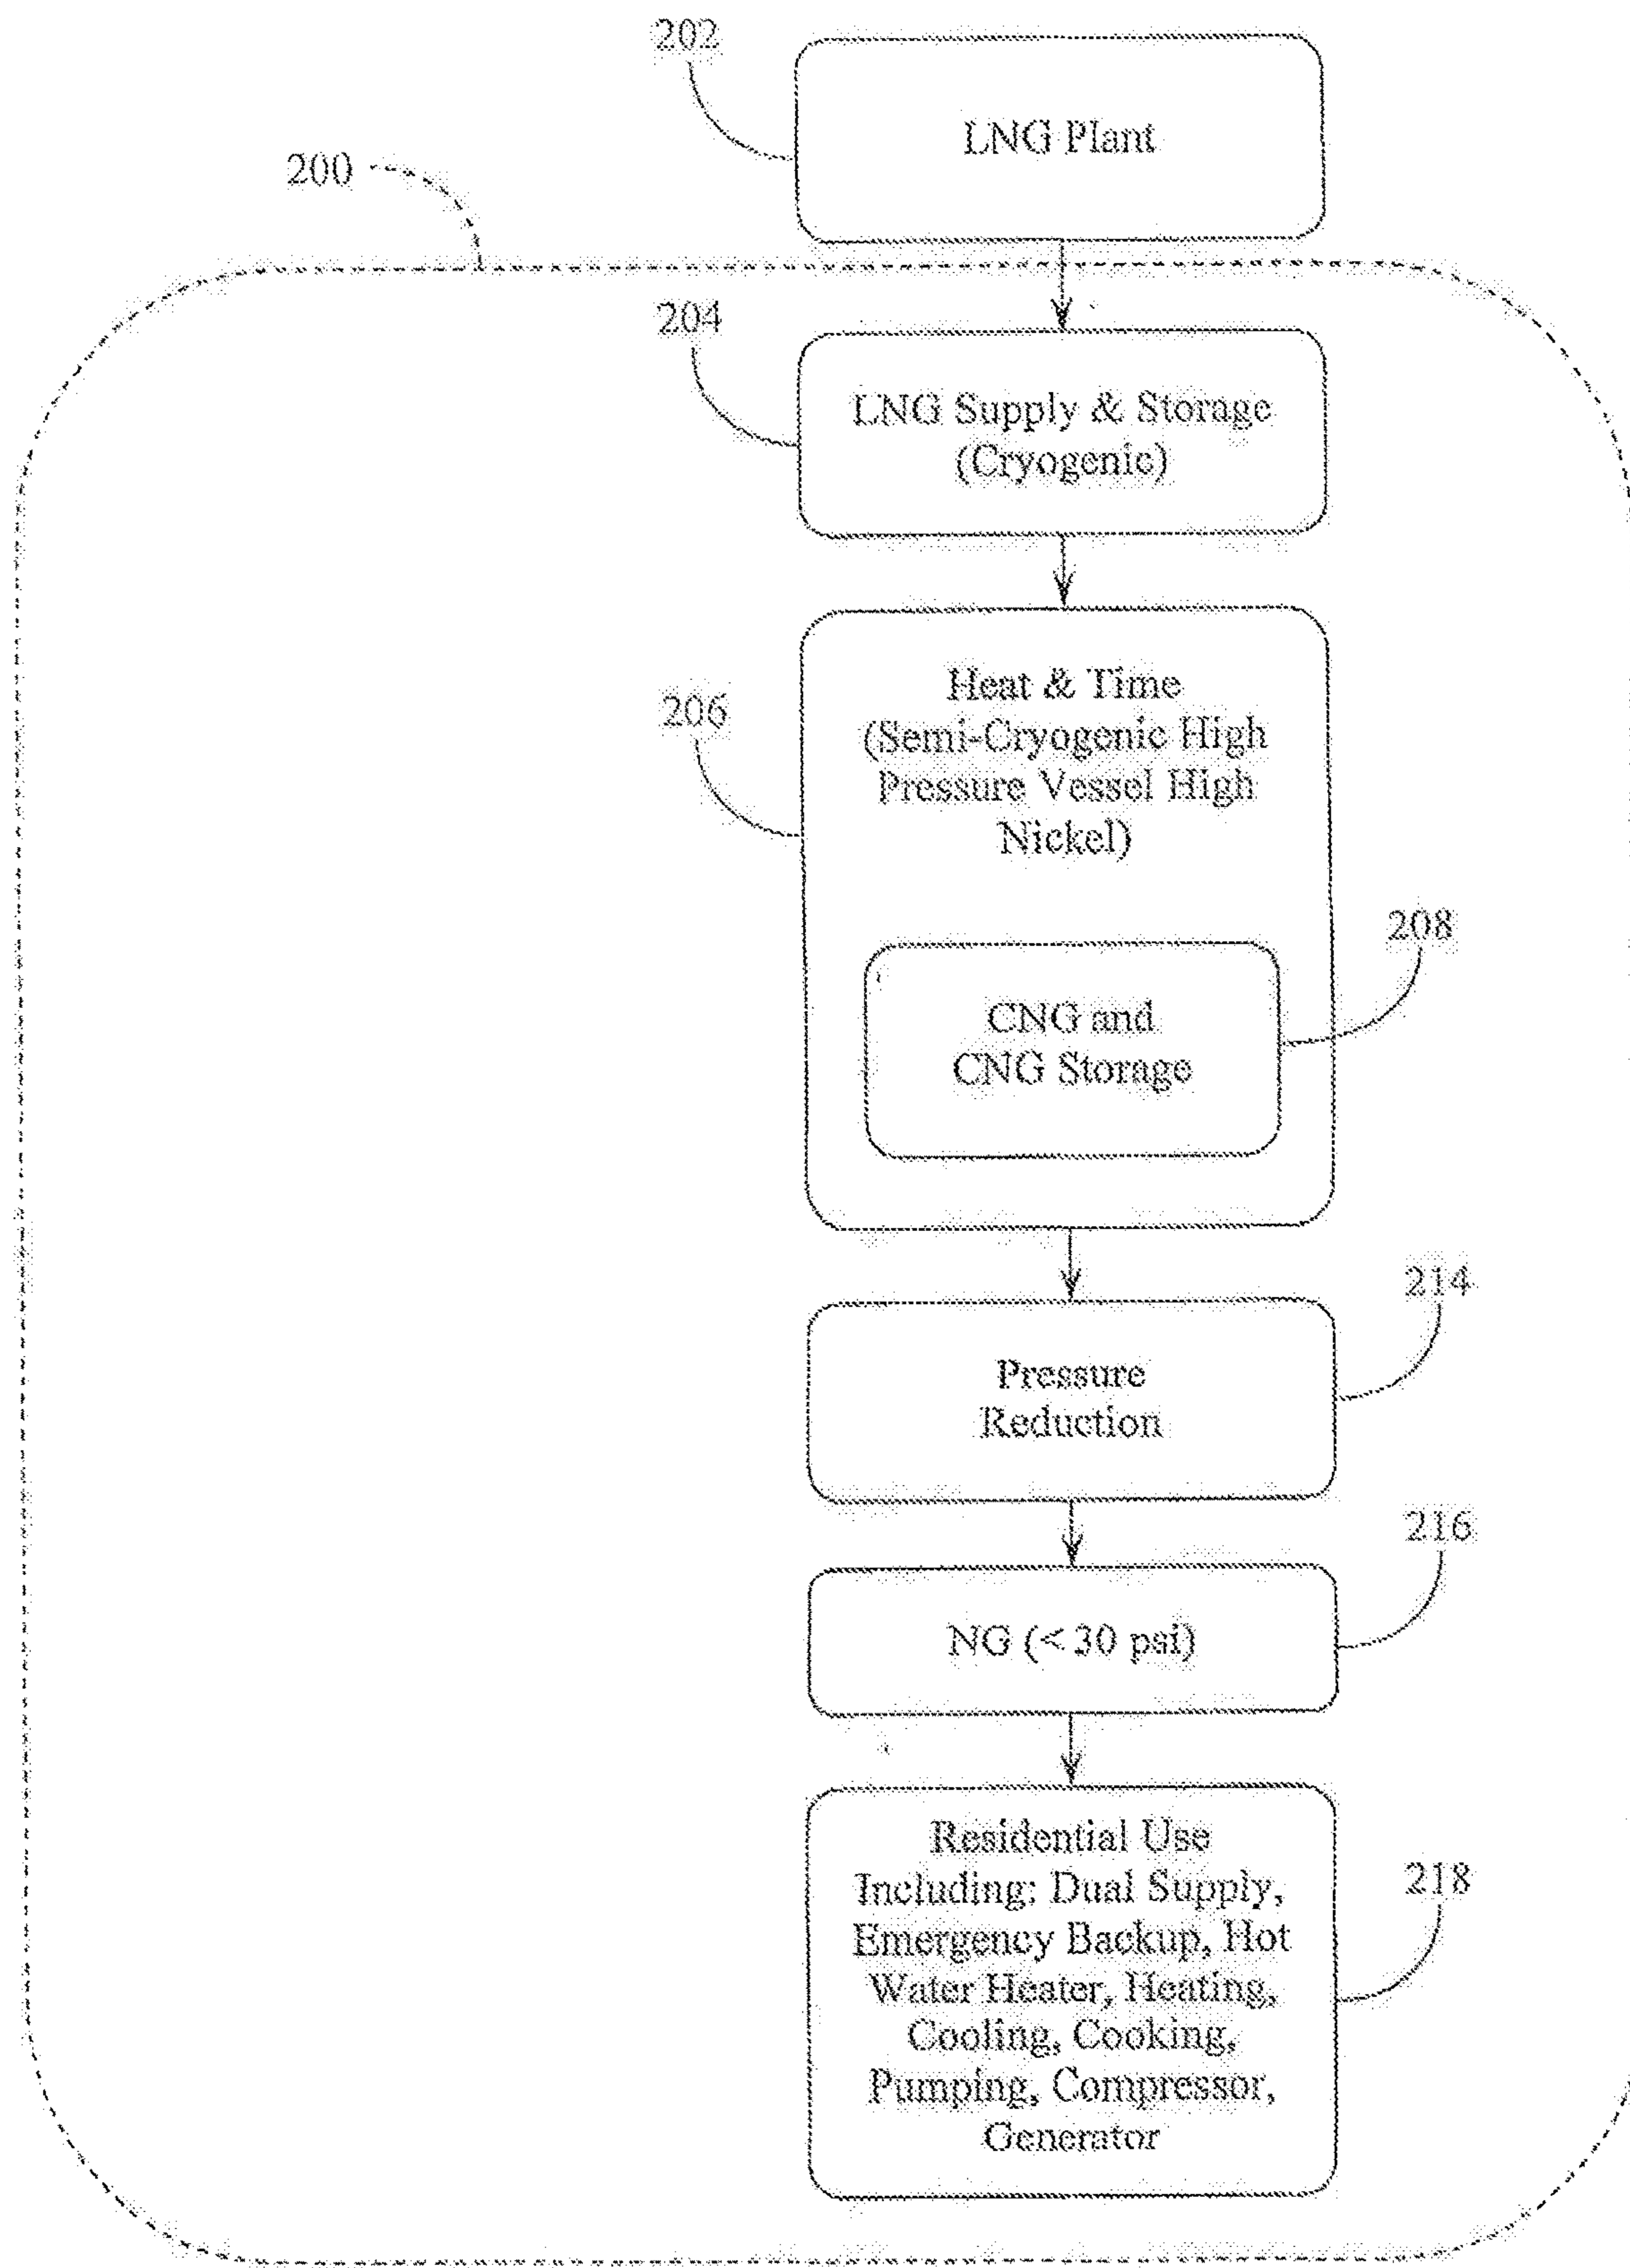 202
LNG Plant
200
204
LNG Supply & Storage
(Cryogenic)
206
Heat & Time
(Semi-Cryogenic High
Pressure Vessel High
Nickel)
208
CNG and
CNG Storage
214
Pressure
Reduction
216
NG (< 30 psi)
218
Residential Use
Including: Dual Supply,
Emergency Backup, Hot
Water Heater, Heating,
Cooling, Cooking,
Pumping, Compressor,
Generator